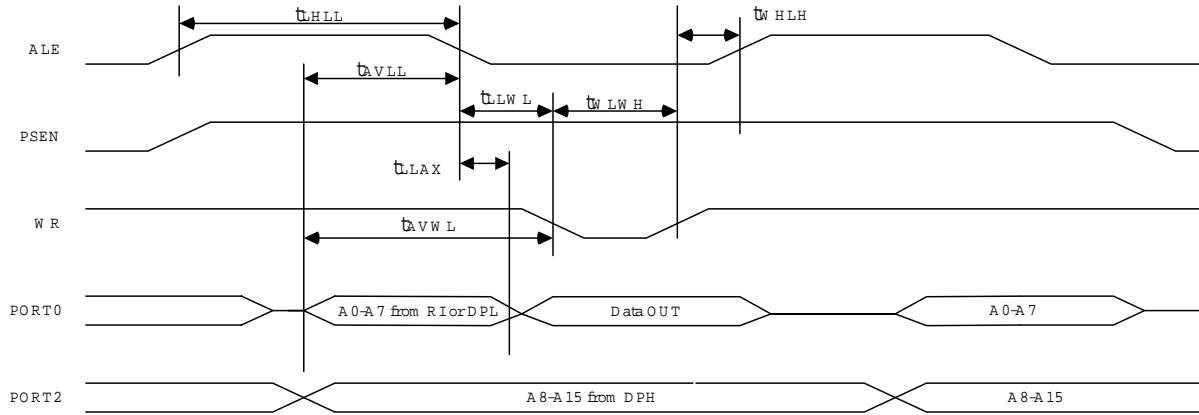 tLHLL
tWHLH
ALE
tAVLL
tLLWL
tWLWH
PSEN
tLLAX
WR
tAVWL
PORT0
A0-A7 from RI or DPL
Data OUT
A0-A7
PORT2
A8-A15 from DPH
A8-A15